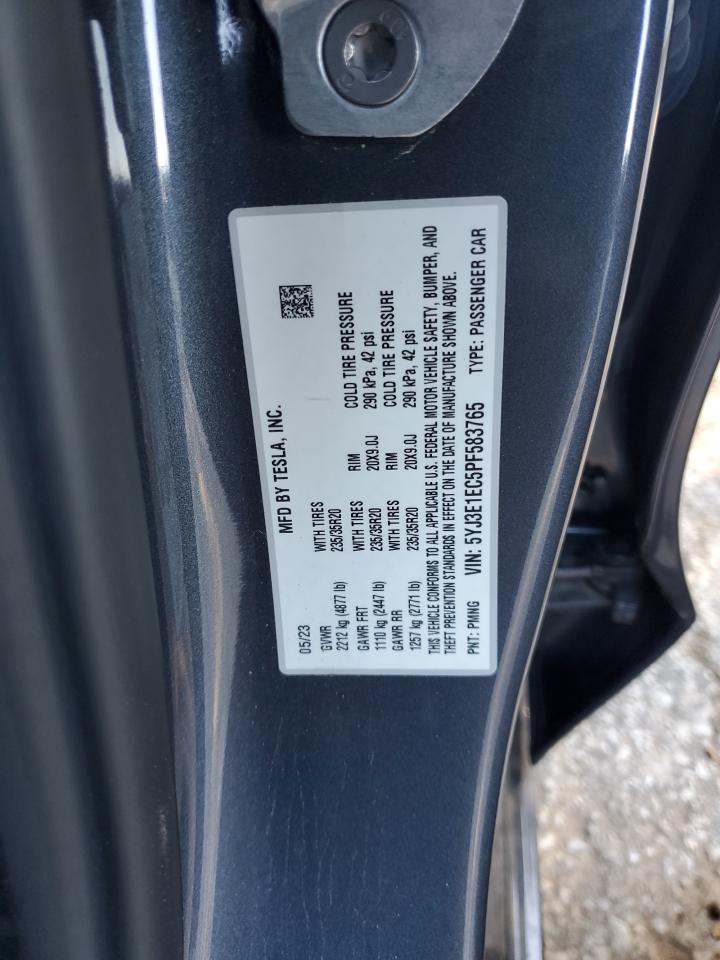 MFD BY TESLA, INC.
05/23
GVWR WITH TIRES RIM COLD TIRE PRESSURE
2212 kg (4877 lb) 235/35R20 20X9.0J 290 kPa, 42 psi
GAWR FRT WITH TIRES RIM COLD TIRE PRESSURE
1110 kg (2447 lb) 235/35R20 20X9.0J 290 kPa, 42 psi
GAWR RR WITH TIRES
1257 kg (2771 lb) 235/35R20
THIS VEHICLE CONFORMS TO ALL APPLICABLE U.S. FEDERAL MOTOR VEHICLE SAFETY, BUMPER, AND
THEFT PREVENTION STANDARDS IN EFFECT ON THE DATE OF MANUFACTURE SHOWN ABOVE.
PNT: PMNG VIN: 5YJ3E1EC5PF583765 TYPE: PASSENGER CAR